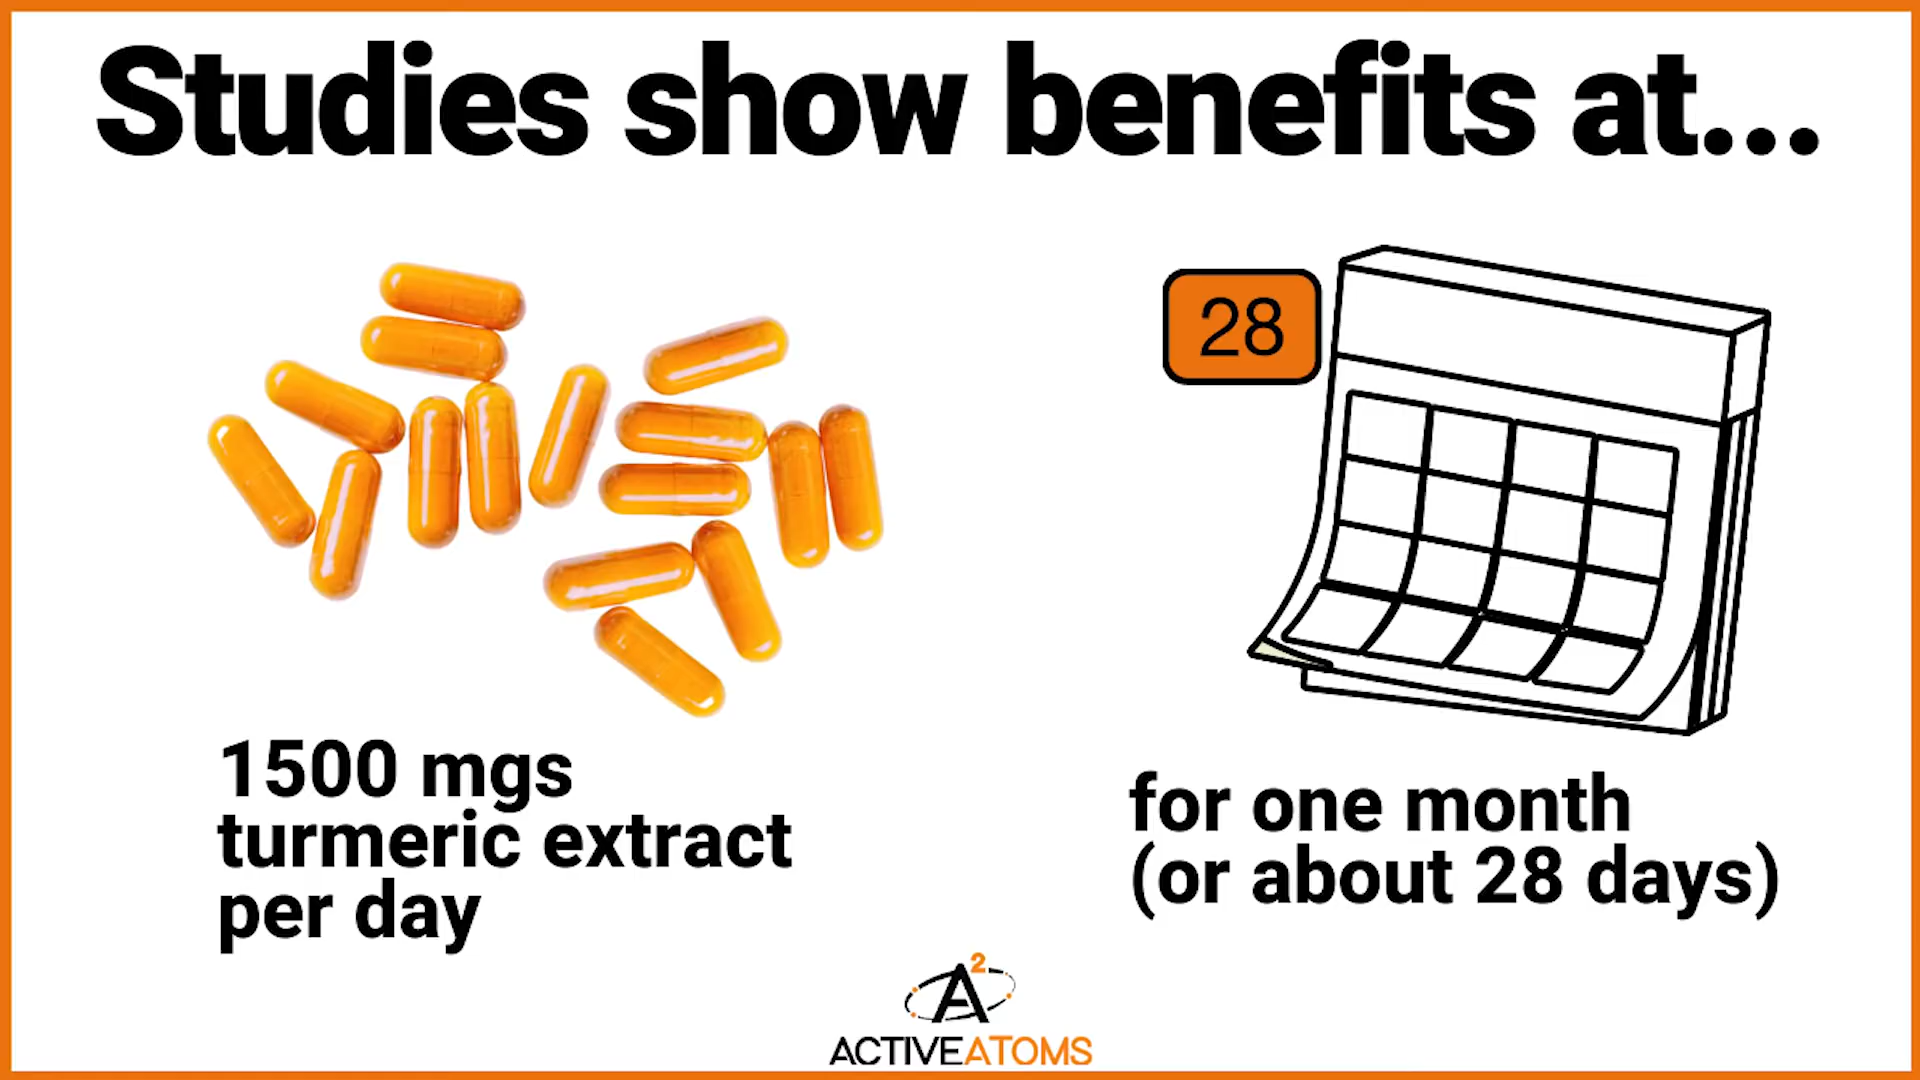 Studies show benefits at...
28
1500 mgs
turmeric extract
per day
for one month
(or about 28 days)
A2
ACTIVEATOMS